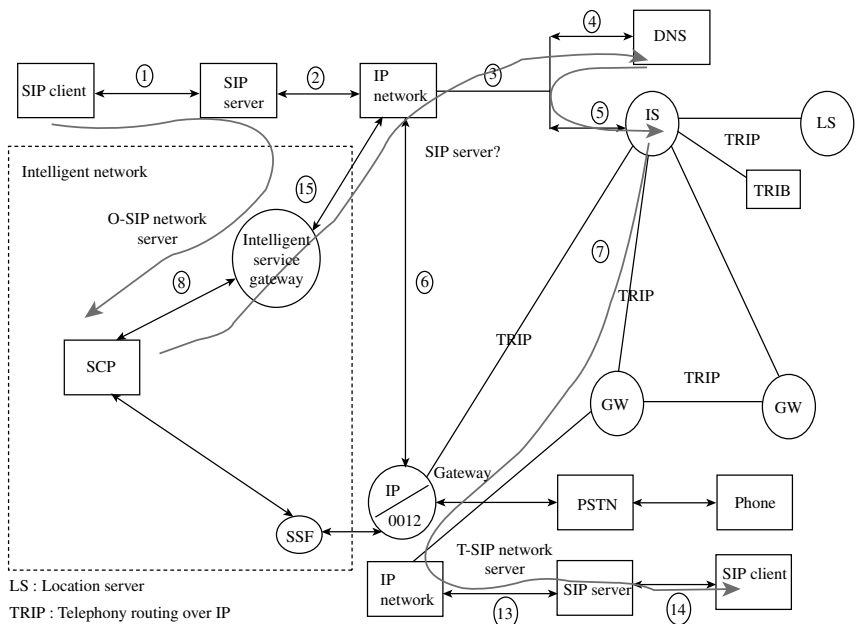 SIP client
1
SIP
server
2
IP
network
3
4
DNS
5
IS
LS
TRIP
TRIB
SIP server?
Intelligent network
15
O-SIP network
server
Intelligent
service
gateway
8
6
7
TRIP
TRIP
SCP
GW
TRIP
GW
Gateway
IP
0012
PSTN
Phone
SSF
T-SIP network
server
IP
network
13
SIP server
14
SIP client
LS : Location server
TRIP : Telephony routing over IP